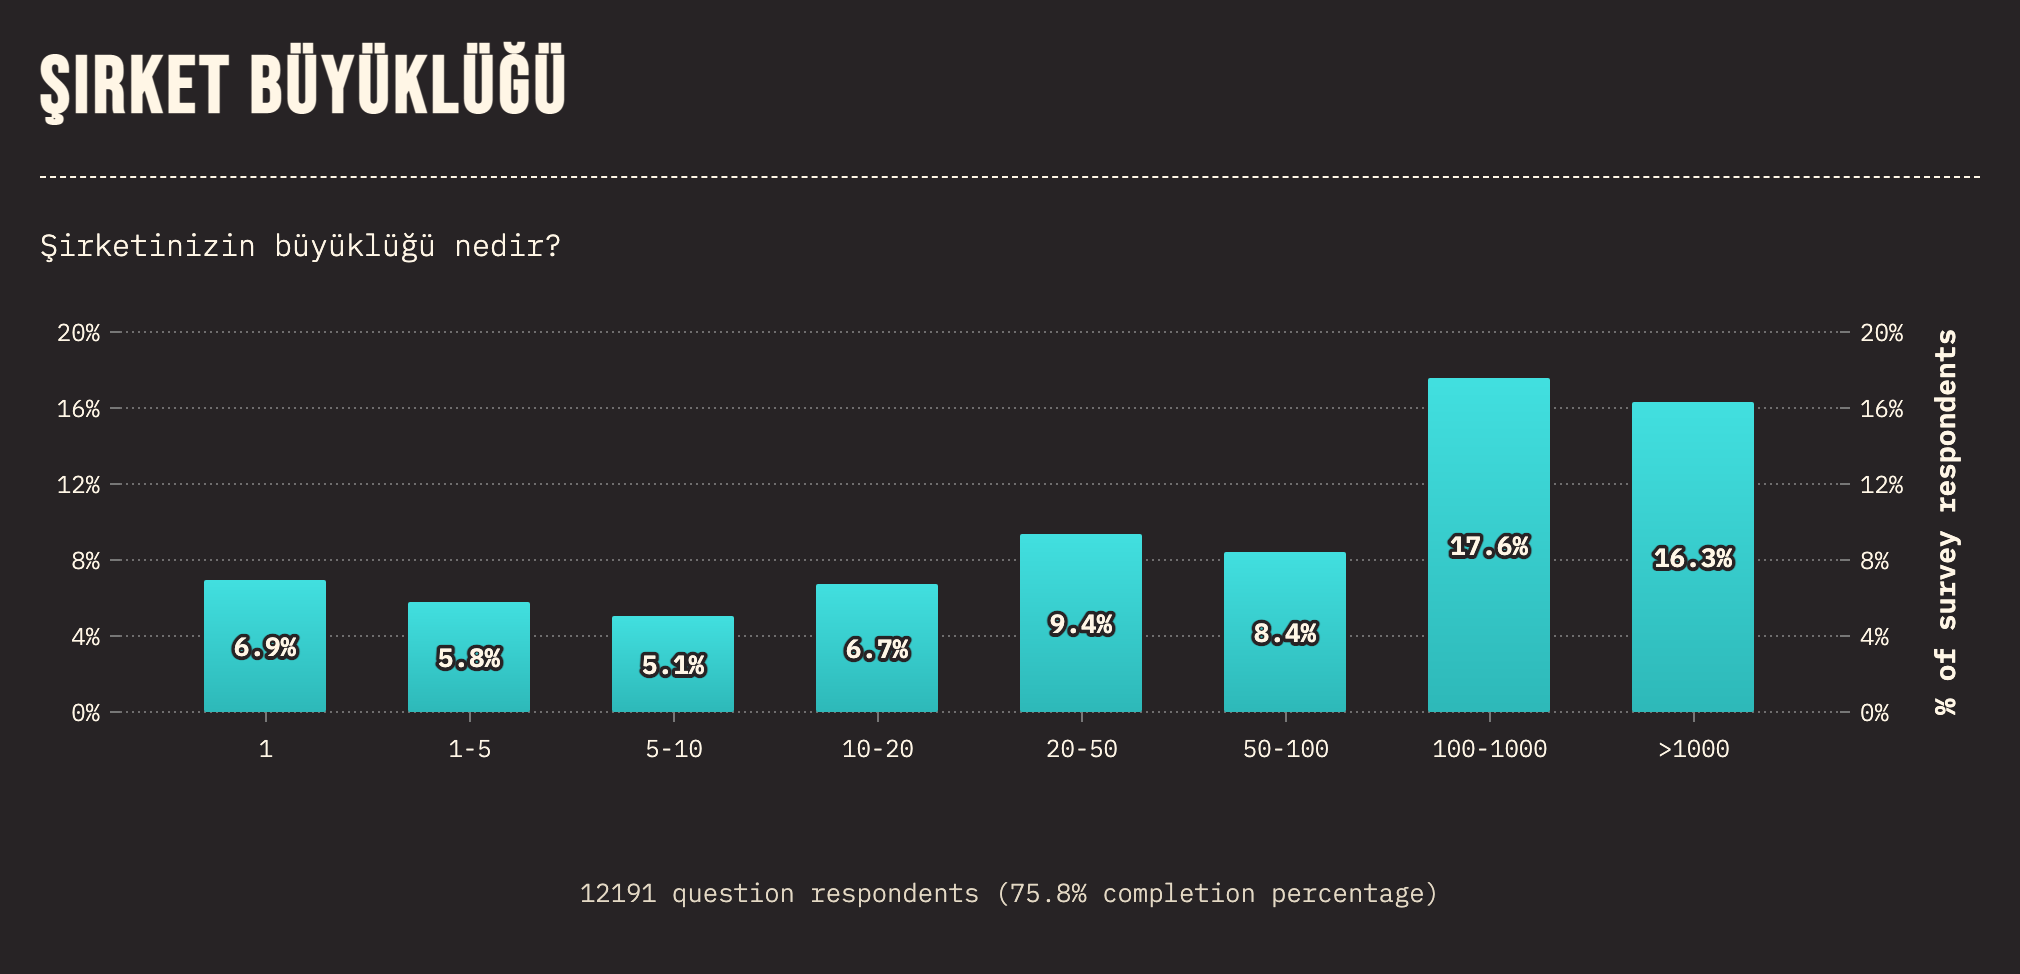 ŞIRKET BÜYÜKLÜĞÜ
Şirketinizin büyüklüğü nedir?
20% 20%
16% 16%
12% 12%
8% 8%
4% 4%
0% 0%
% of survey respondents
6.9% 5.8% 5.1% 6.7% 9.4% 8.4% 17.6% 16.3%
1 1-5 5-10 10-20 20-50 50-100 100-1000 >1000
12191 question respondents (75.8% completion percentage)